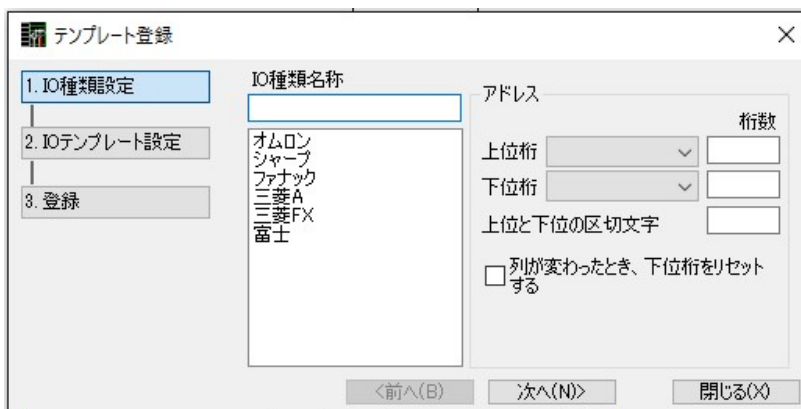 テンプレート登録
1. IO種類設定
2. IOテンプレート設定
3. 登録
IO種類名称
オムロン
シャープ
ファナック
三菱A
三菱FX
富士
アドレス
桁数
上位桁
下位桁
上位と下位の区切文字
列が変わったとき、下位桁をリセット
する
<前へ(B)
次へ(N)>
閉じる(X)